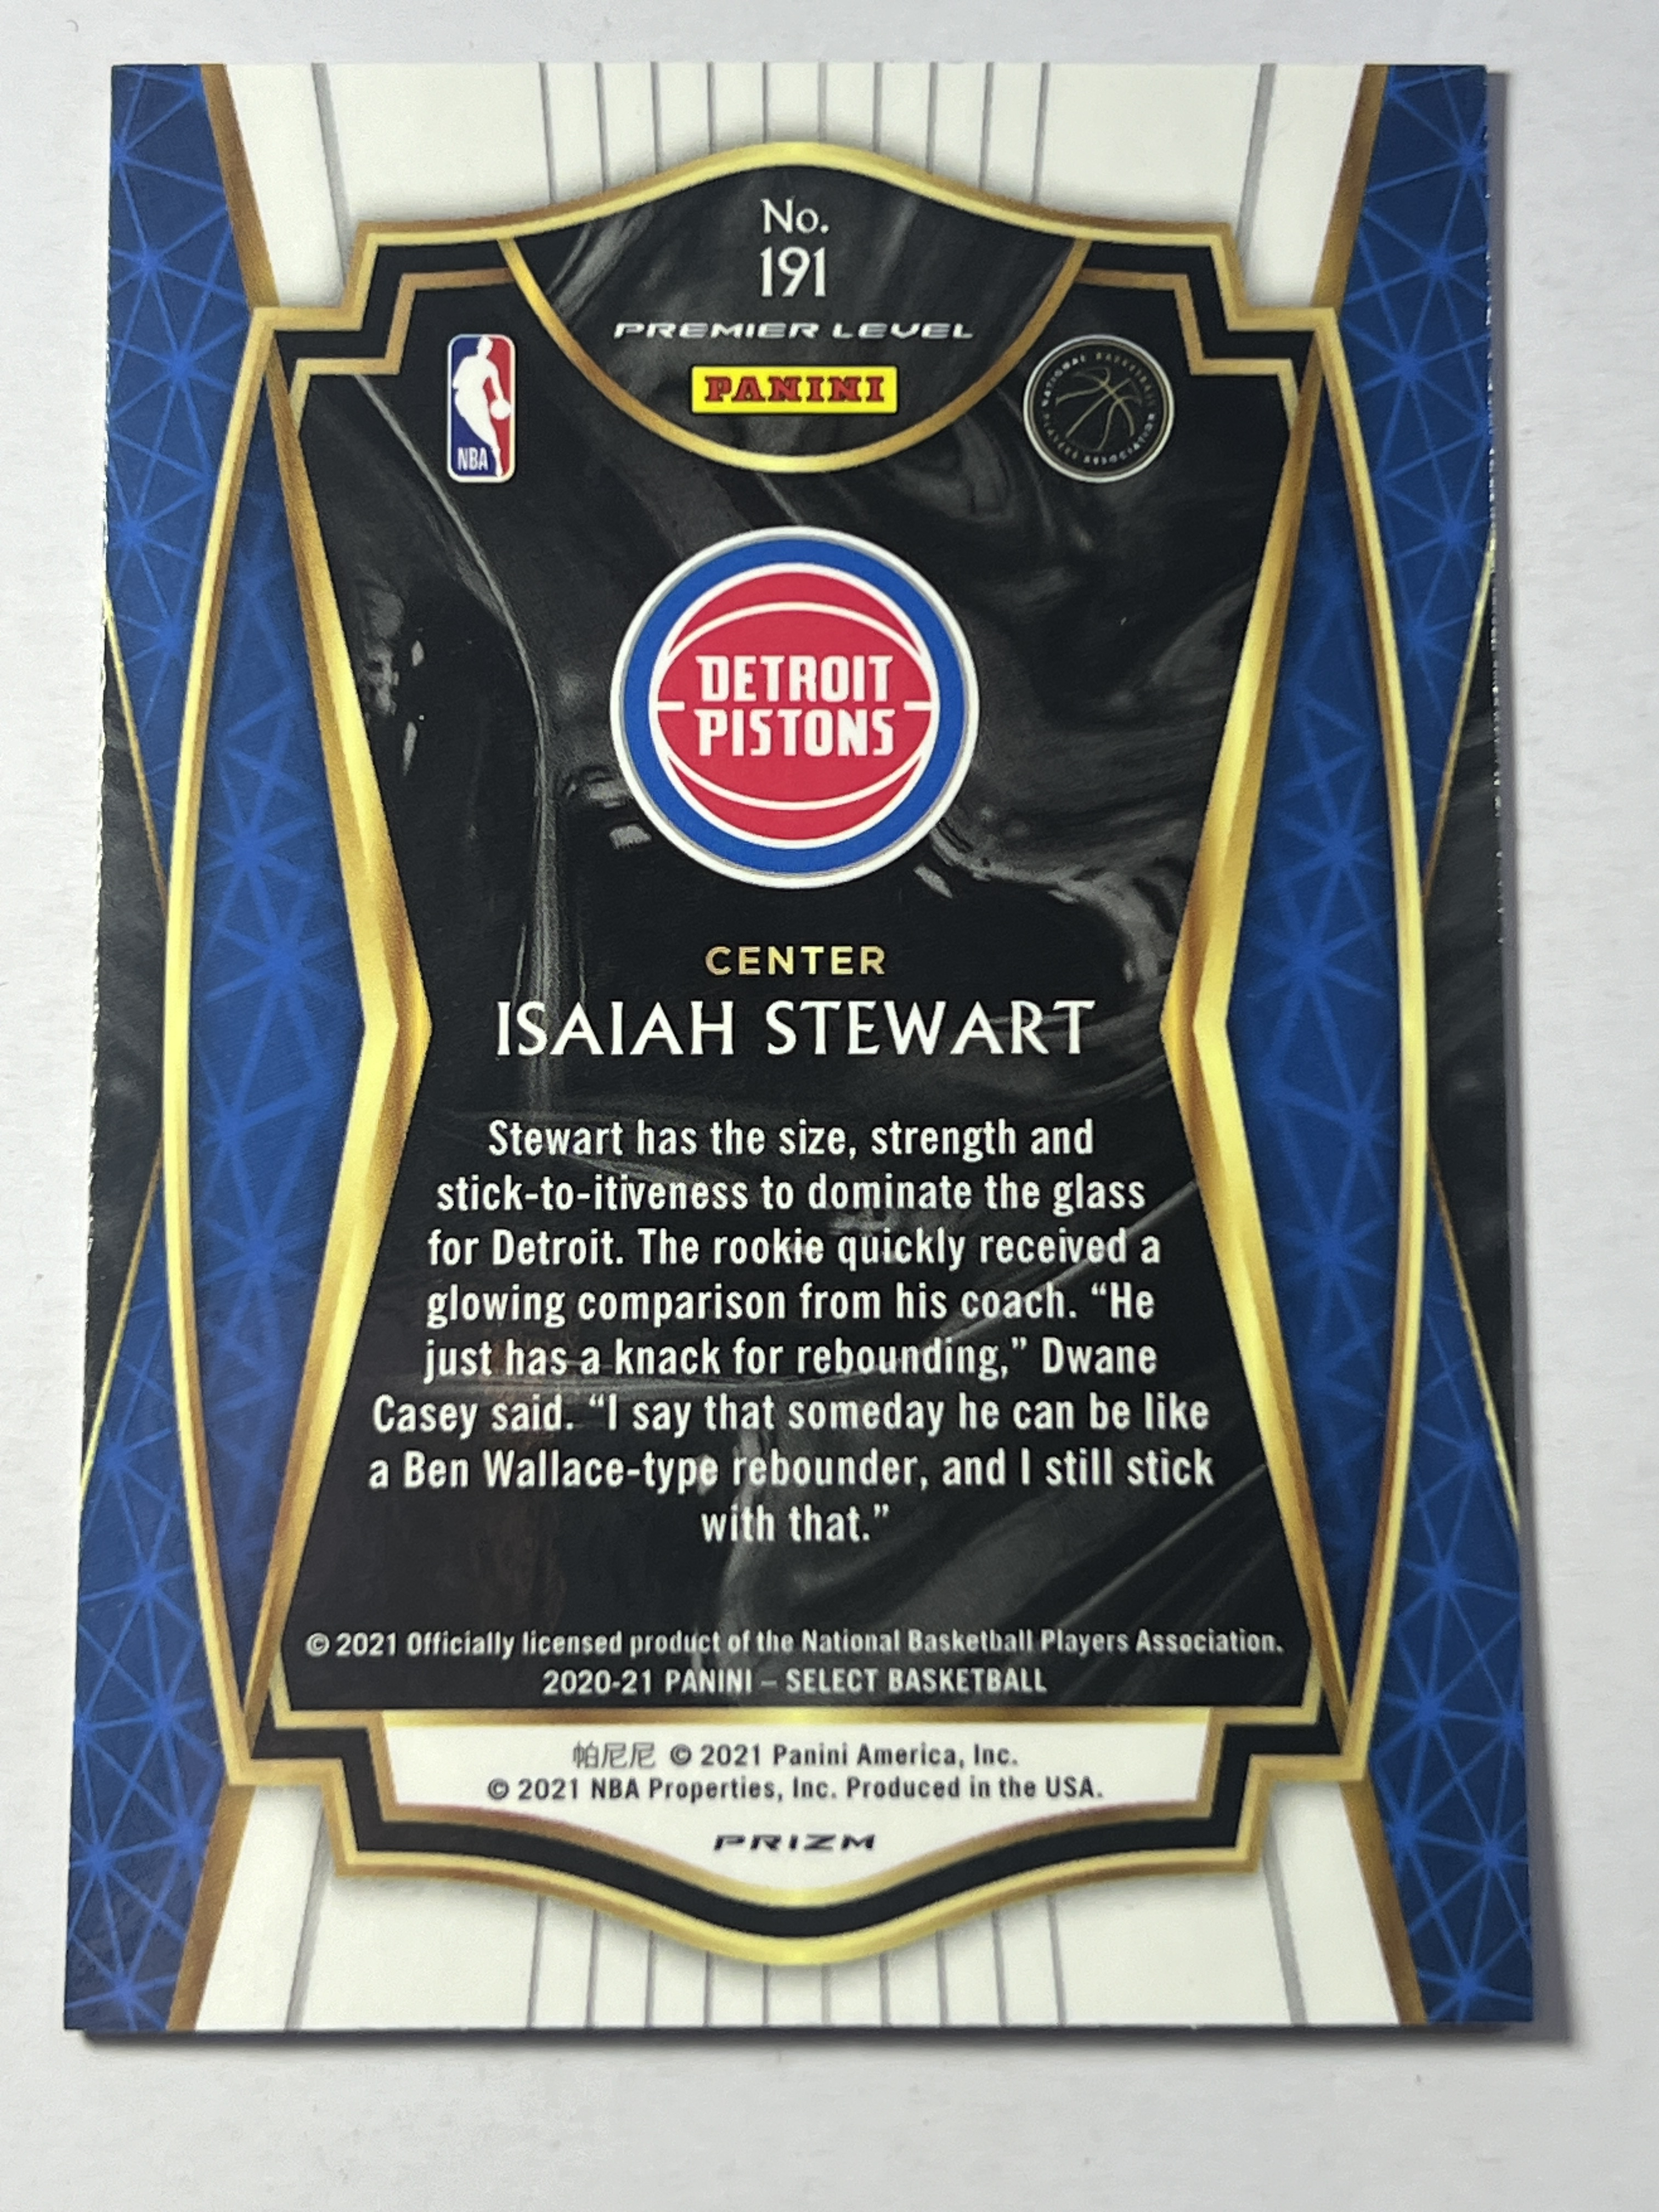 No.
191
PREMIER LEVEL
PANINI
NBA
NATIONAL BASKETBALL
PLAYERS ASSOCIATION
DETROIT
PISTONS
CENTER
ISAIAH STEWART
Stewart has the size, strength and
stick-to-itiveness to dominate the glass
for Detroit. The rookie quickly received a
glowing comparison from his coach. “He
just has a knack for rebounding,” Dwane
Casey said. “I say that someday he can be like
a Ben Wallace-type rebounder, and I still stick
with that.”
© 2021 Officially licensed product of the National Basketball Players Association.
2020-21 PANINI – SELECT BASKETBALL
帕尼尼 © 2021 Panini America, Inc.
© 2021 NBA Properties, Inc. Produced in the USA.
PRIZM